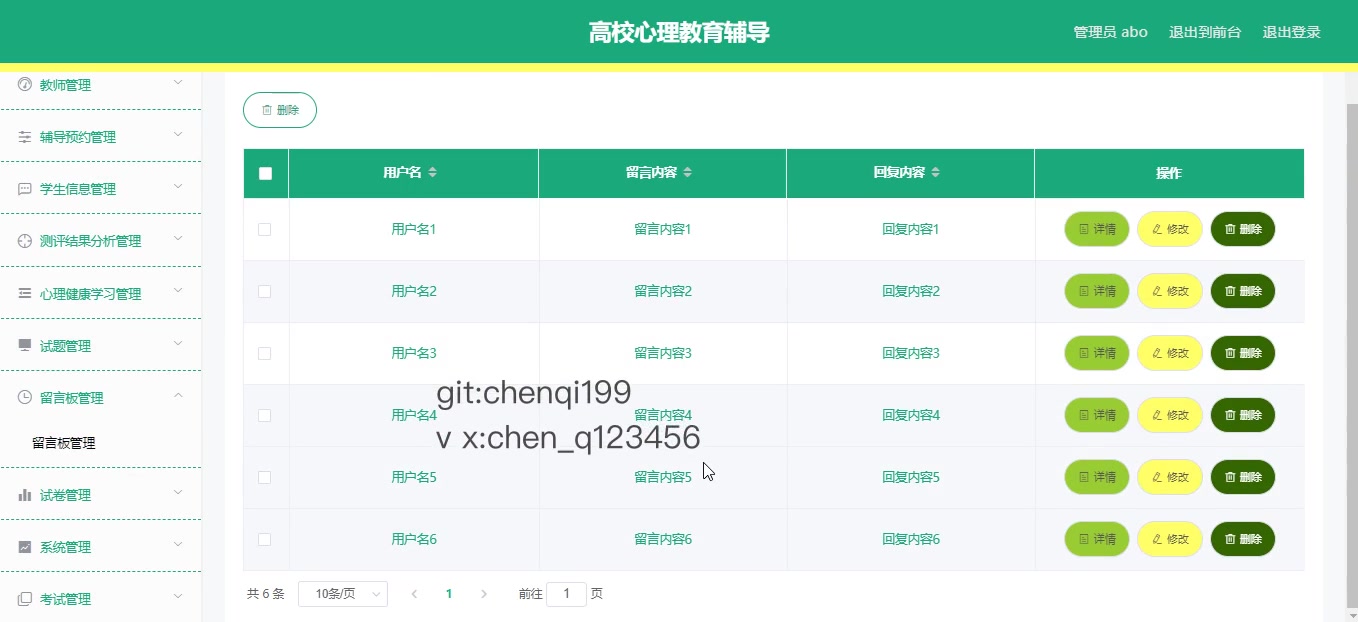 高校心理教育辅导
管理员 abo 退出到前台 退出登录
教师管理
辅导预约管理
学生信息管理
测评结果分析管理
心理健康学习管理
试题管理
留言板管理
留言板管理
试卷管理
系统管理
考试管理
删除
用户名 留言内容 回复内容 操作
用户名1 留言内容1 回复内容1 详情 修改 删除
用户名2 留言内容2 回复内容2 详情 修改 删除
用户名3 留言内容3 回复内容3 详情 修改 删除
git:chenqi199
用户名4 留言内容4 回复内容4 详情 修改 删除
v x:chen_q123456
用户名5 留言内容5 回复内容5 详情 修改 删除
用户名6 留言内容6 回复内容6 详情 修改 删除
共 6 条 10条/页 1 前往 1 页